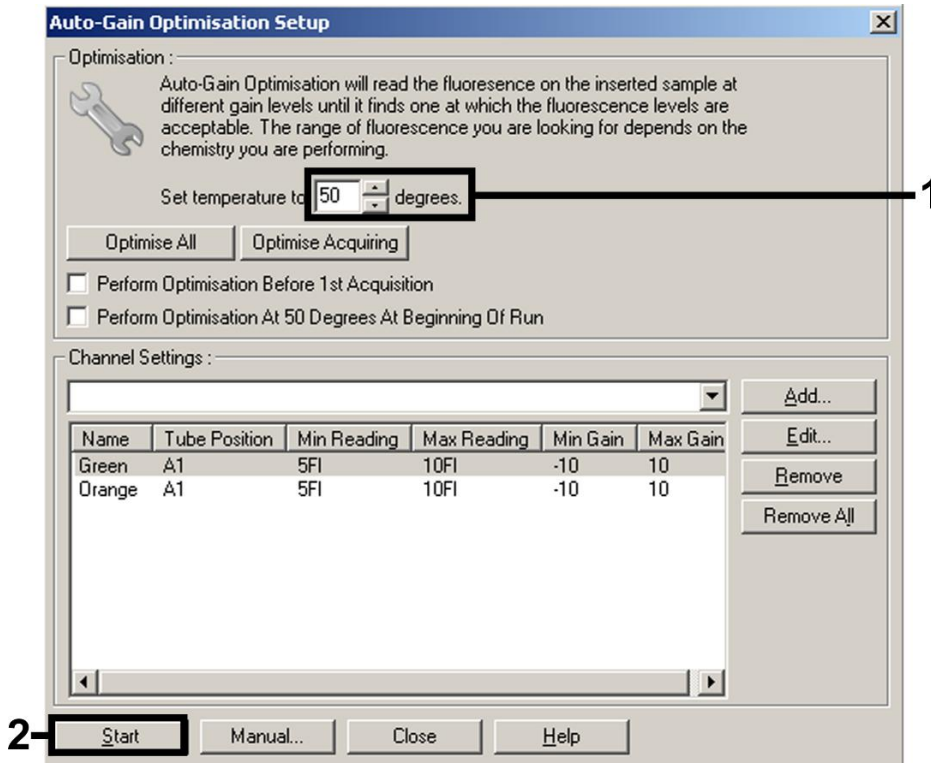 Auto-Gain Optimisation Setup
Optimisation :
Auto-Gain Optimisation will read the fluoresence on the inserted sample at
different gain levels until it finds one at which the fluorescence levels are
acceptable. The range of fluorescence you are looking for depends on the
chemistry you are performing.
Set temperature to 50 degrees.
1
Optimise All Optimise Acquiring
Perform Optimisation Before 1st Acquisition
Perform Optimisation At 50 Degrees At Beginning Of Run
Channel Settings :
Add...
Name Tube Position Min Reading Max Reading Min Gain Max Gain
Edit...
Green A1 5Fl 10Fl -10 10
Remove
Orange A1 5Fl 10Fl -10 10
Remove All
2
Start Manual... Close Help